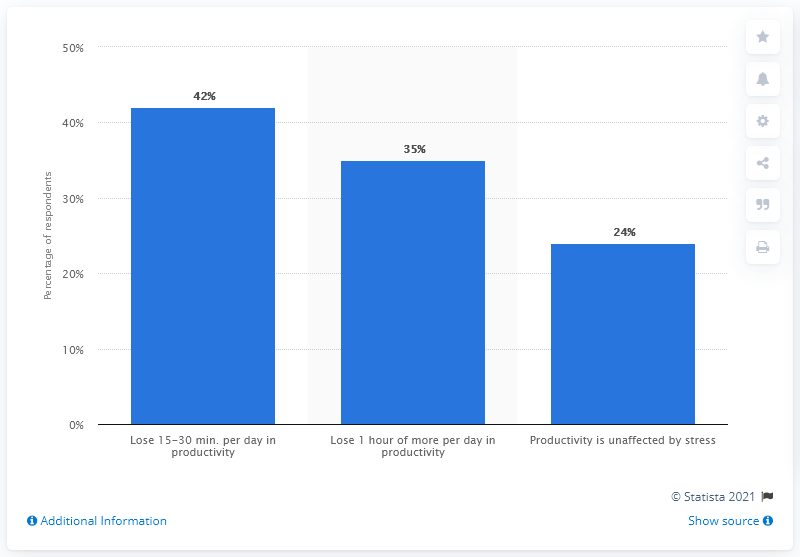 50%
42%
40%
35%
30%
24%
20%
10%
0%
Percentage of respondents
Lose 15-30 min. per day in
productivity
Lose 1 hour of more per day in
productivity
Productivity is unaffected by stress
© Statista 2021
Additional Information
Show source